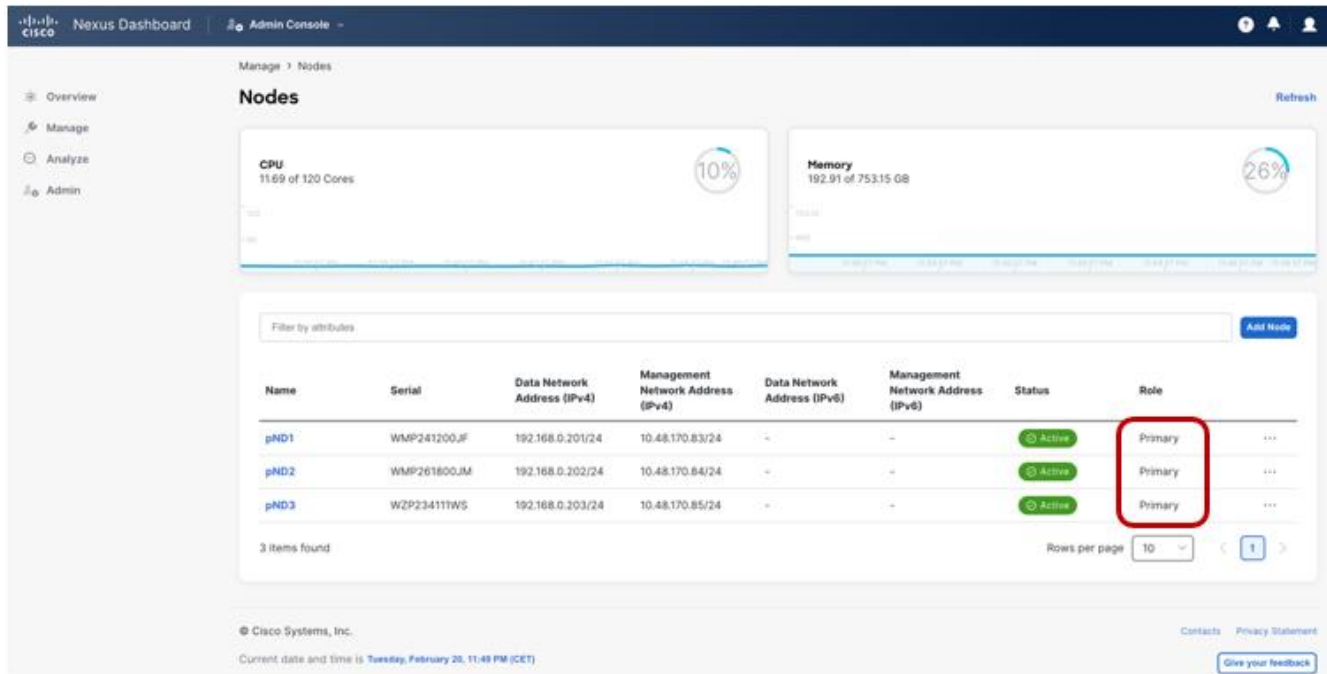 CISCO Nexus Dashboard Admin Console
Manage > Nodes
Overview
Manage
Analyze
Admin
Nodes
Refresh
CPU
11.69 of 120 Cores
10%
Memory
192.91 of 753.15 GB
26%
Filter by attributes
Add Node
Name Serial Data Network Address (IPv4) Management Network Address (IPv4) Data Network Address (IPv6) Management Network Address (IPv6) Status Role
pND1 WMP241200JF 192.168.0.201/24 10.48.170.83/24 - - Active Primary ...
pND2 WMP261800JM 192.168.0.202/24 10.48.170.84/24 - - Active Primary ...
pND3 WZP234111WS 192.168.0.203/24 10.48.170.85/24 - - Active Primary ...
3 items found
Rows per page 10 < 1 >
© Cisco Systems, Inc.
Contacts Privacy Statement
Current date and time is Tuesday, February 20, 11:49 PM (CET)
Give your feedback